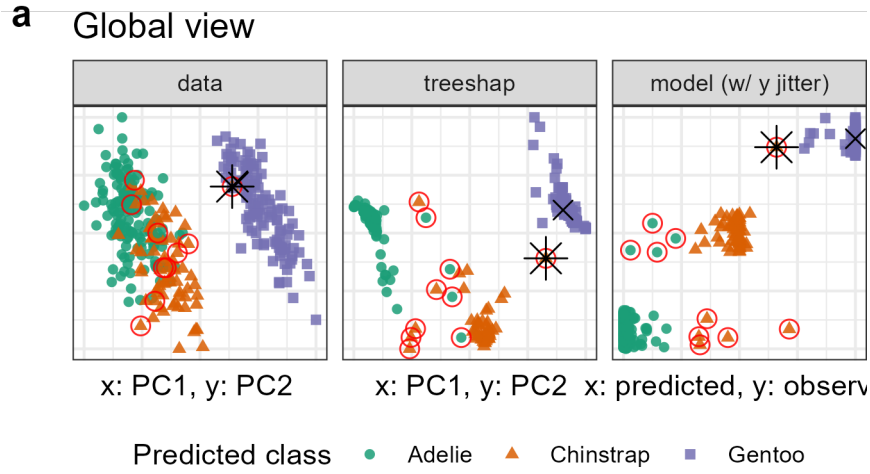 a
Global view
data treeshap model (w/ y jitter)
x: PC1, y: PC2 x: PC1, y: PC2 x: predicted, y: observ
Predicted class Adelie Chinstrap Gentoo